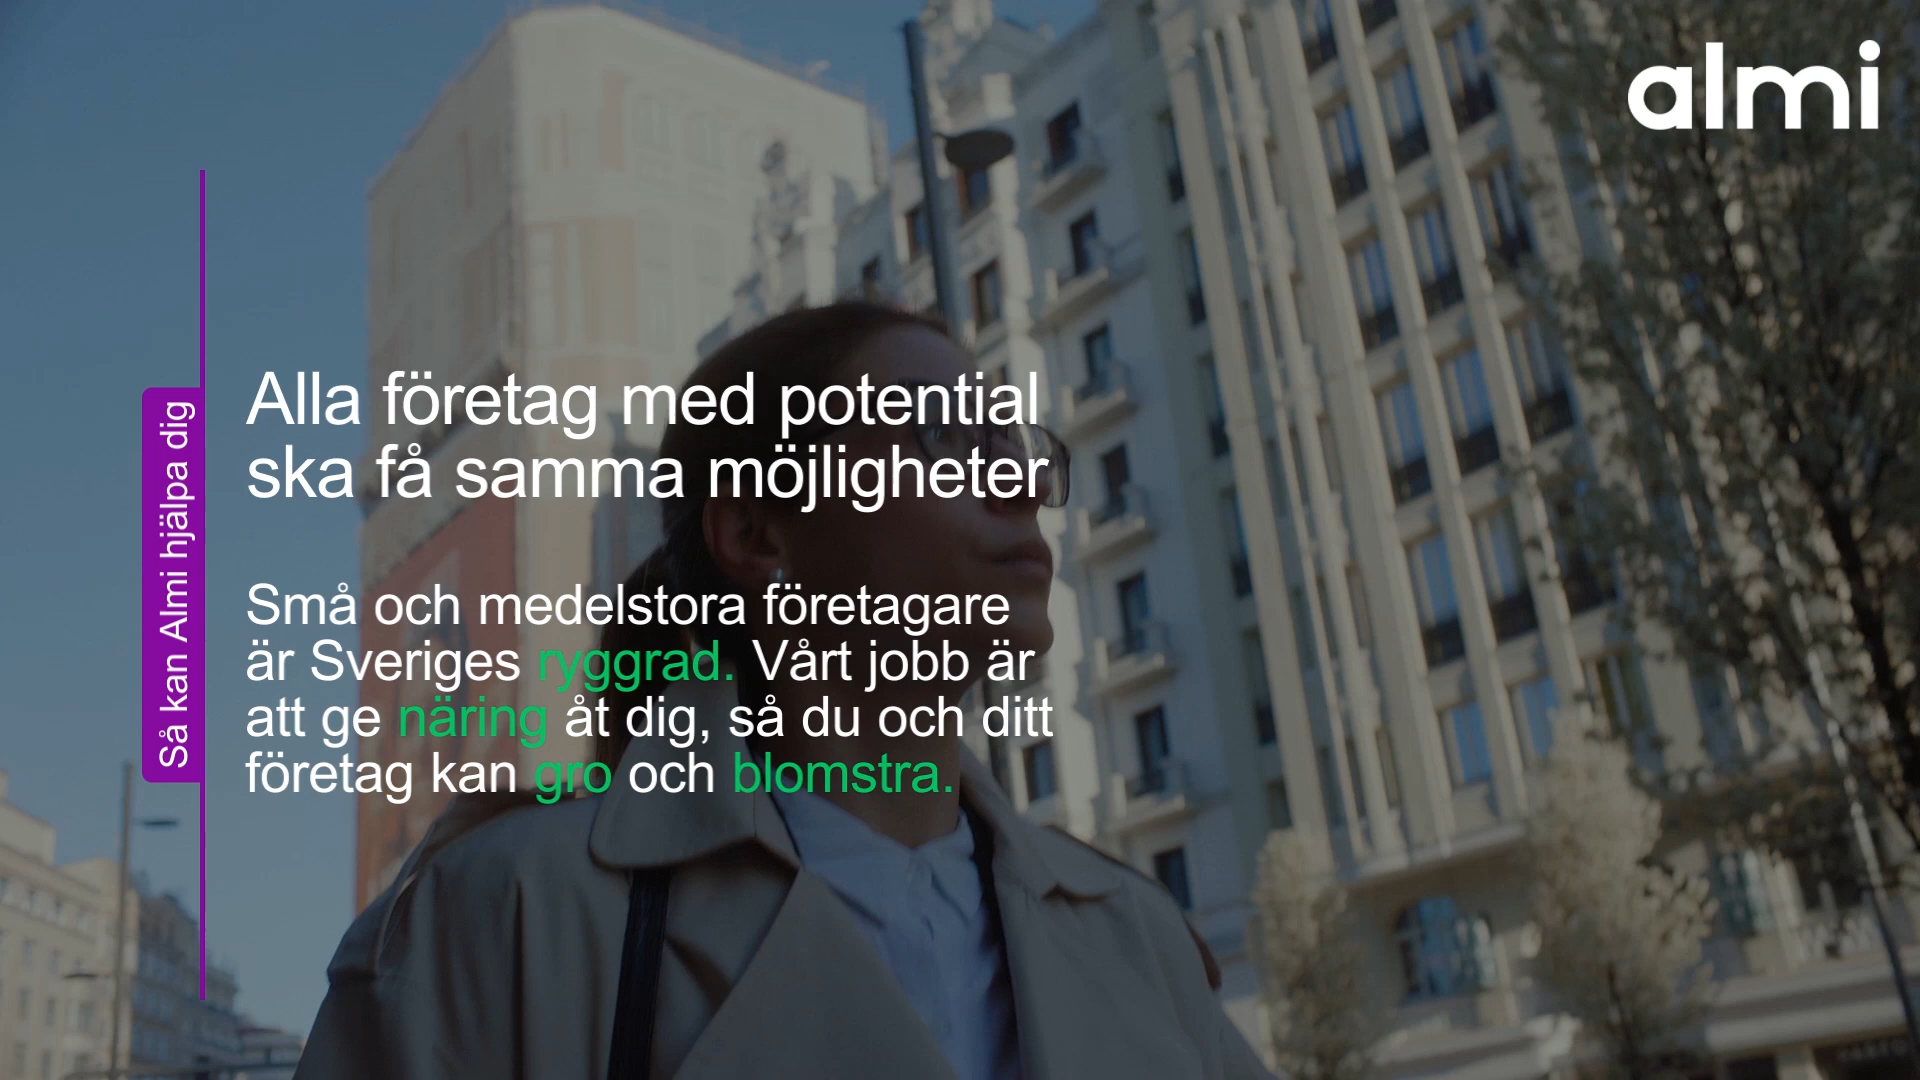 almi
Så kan Almi hjälpa dig
Alla företag med potential
ska få samma möjligheter
Små och medelstora företagare
är Sveriges ryggrad. Vårt jobb är
att ge näring åt dig, så du och ditt
företag kan gro och blomstra.